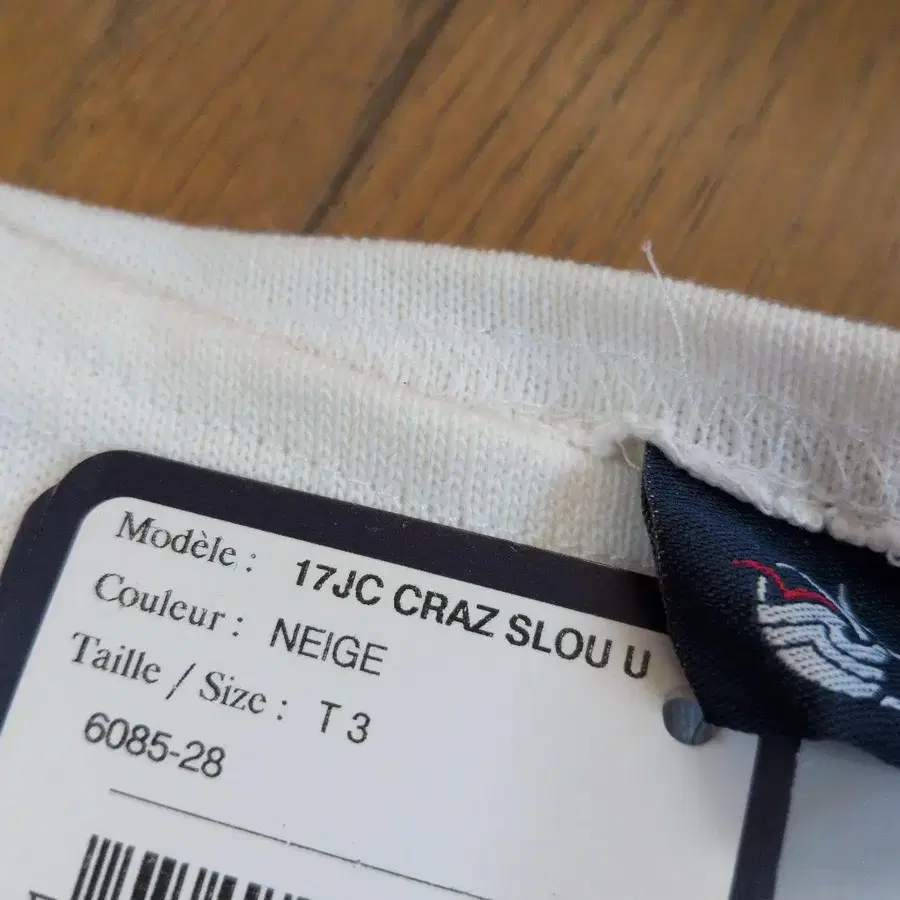 Modèle : 17JC CRAZ SLOU U
Couleur : NEIGE
Taille / Size : T 3
6085-28